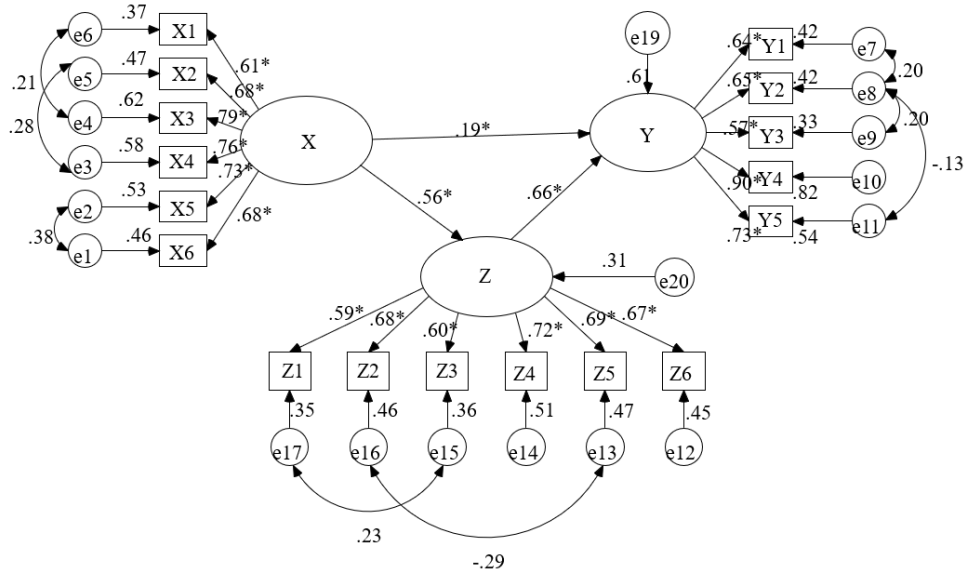 e6 .37 X1
e5 .47 X2
e4 .62 X3
e3 .58 X4
e2 .53 X5
e1 .46 X6
.21
.28
.38
.61*
.68*
.79*
.76*
.73*
.68*
X
.19*
.56*
.66*
e19
.61
Y
.64* Y1 .42 e7
.65* Y2 .42 e8
.57* Y3 .33 e9
.90* Y4 .82 e10
.73* Y5 .54 e11
.20
.20
-.13
Z
.31
e20
.59* .68* .60* .72* .69* .67*
Z1 Z2 Z3 Z4 Z5 Z6
.35 .46 .36 .51 .47 .45
e17 e16 e15 e14 e13 e12
.23
-.29